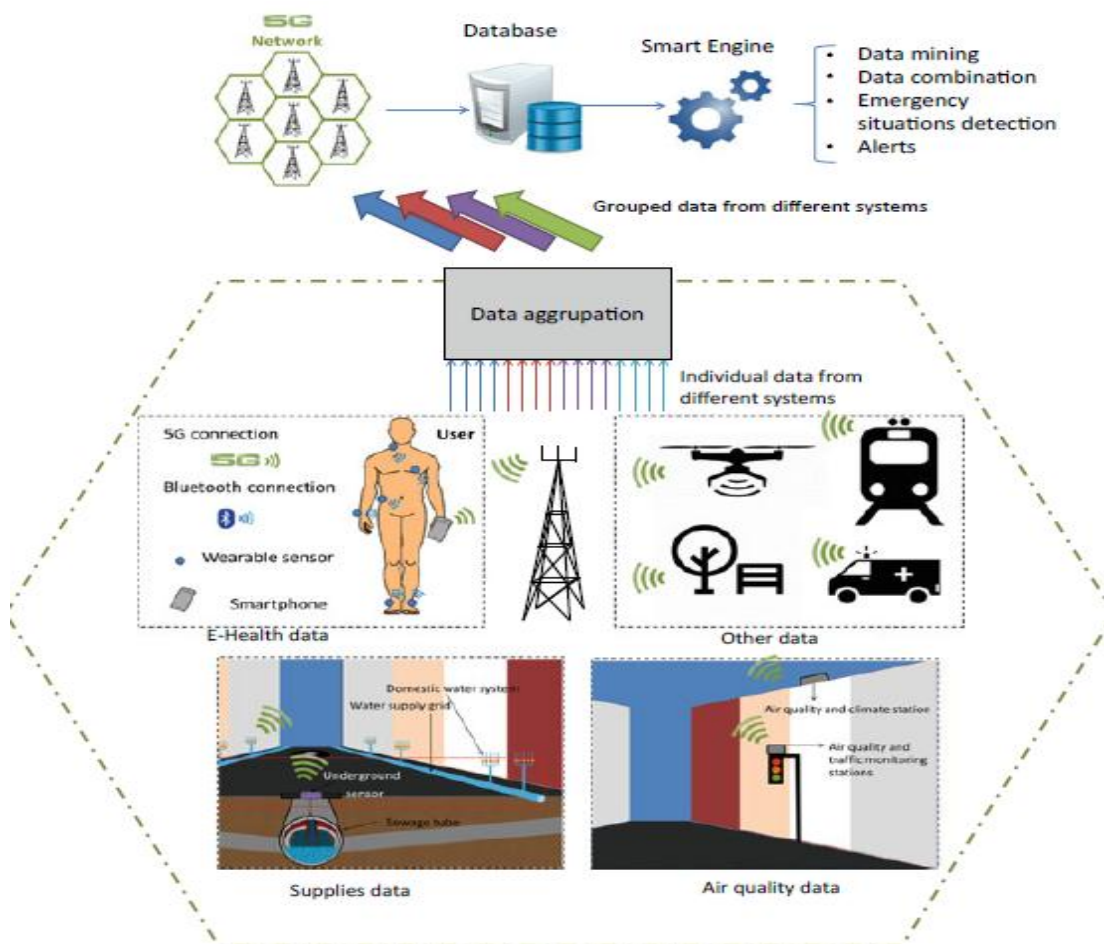 5G
Network
Database
Smart Engine
• Data mining
• Data combination
• Emergency
situations detection
• Alerts
Grouped data from different systems
Data aggrupation
Individual data from
different systems
5G connection
5G
Bluetooth connection
Wearable sensor
Smartphone
User
E-Health data
Other data
Domestic water system
Water supply grid
Underground
sensor
Sewage tube
Supplies data
Air quality and climate station
Air quality and
traffic monitoring
stations
Air quality data